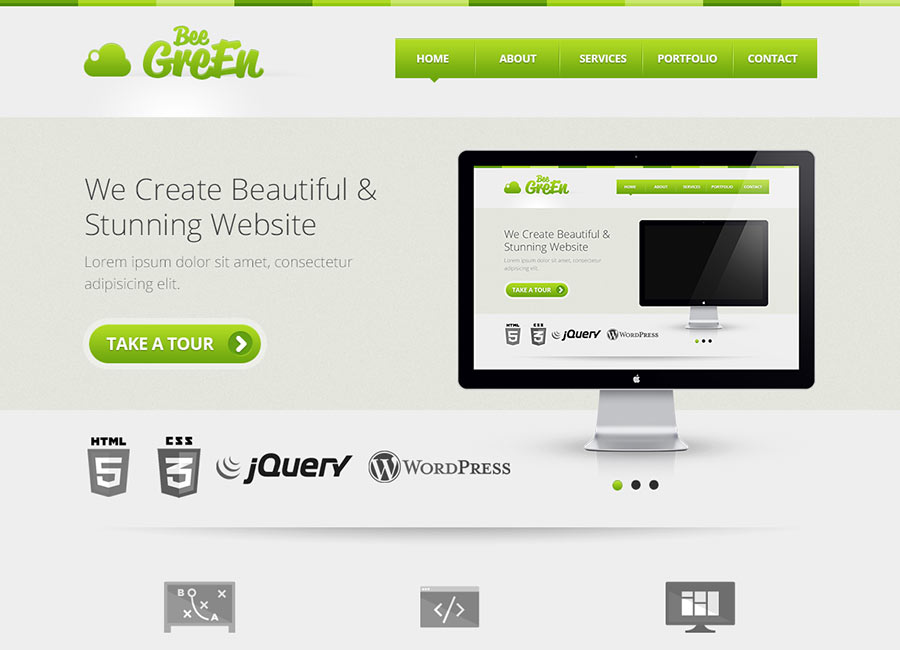 Bee
GreEn
HOME
ABOUT
SERVICES
PORTFOLIO
CONTACT
We Create Beautiful &
Stunning Website
Lorem ipsum dolor sit amet, consectetur
adipisicing elit.
TAKE A TOUR
Bee
GreEn
HOME
ABOUT
SERVICES
PORTFOLIO
CONTACT
We Create Beautiful &
Stunning Website
Lorem ipsum dolor sit amet, consectetur
adipisicing elit.
TAKE A TOUR
HTML
5
CSS
3
jQuery
WordPress
HTML
5
CSS
3
jQuery
WordPress
B O X
X
X A
</>